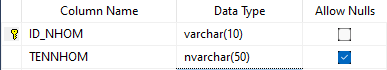 Column Name Data Type Allow Nulls
ID_NHOM varchar(10)
TENNHOM nvarchar(50)